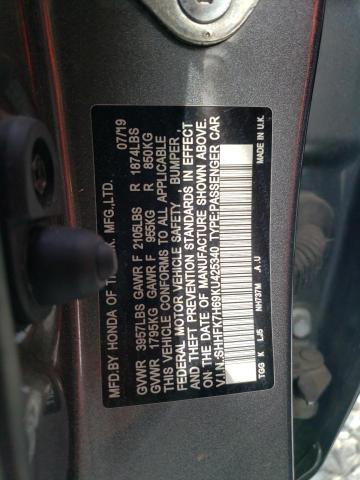 MFD.BY HONDA OF THE U.K. MFG.,LTD. 07/19
GVWR 3957LBS GAWR F 2105LBS R 1874LBS
GVWR 1795KG GAWR F 955KG R 850KG
THIS VEHICLE CONFORMS TO ALL APPLICABLE
FEDERAL MOTOR VEHICLE SAFETY, BUMPER,
AND THEFT PREVENTION STANDARDS IN EFFECT
ON THE DATE OF MANUFACTURE SHOWN ABOVE.
V.I.N.:SHHFK7H69KU425340 TYPE:PASSENGER CAR
TGG K LJ5 NH737M A.U MADE IN U.K.